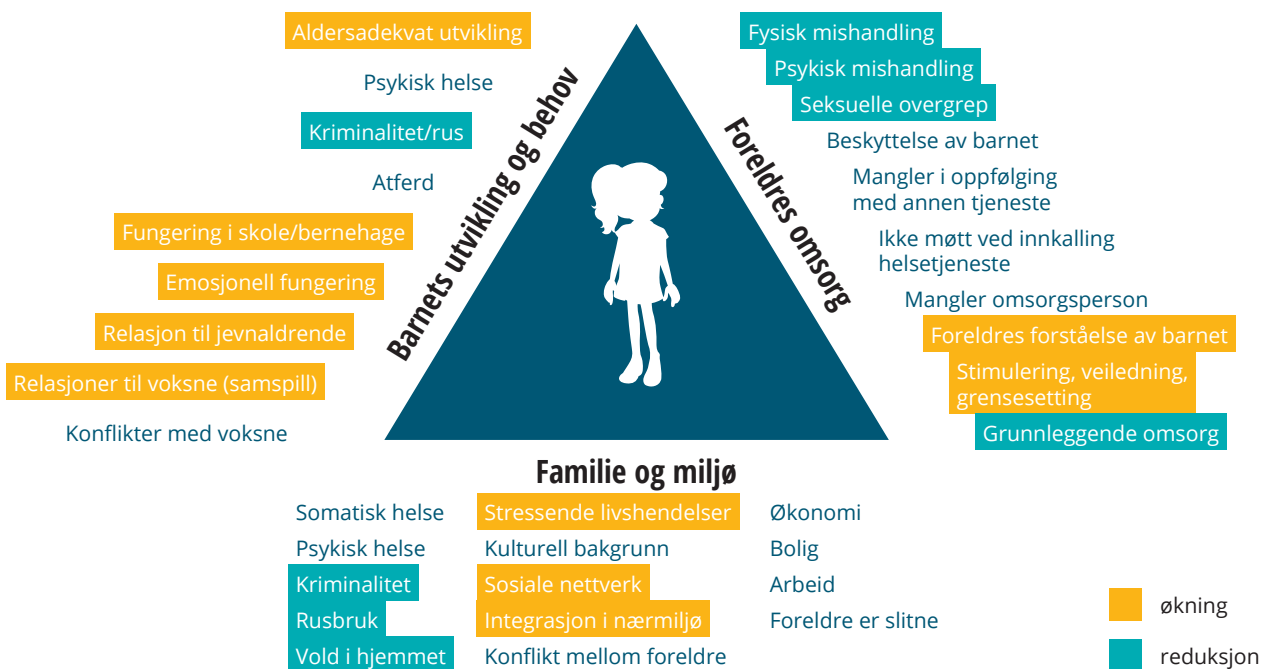 Aldersadekvat utvikling
Psykisk helse
Kriminalitet/rus
Atferd
Fungering i skole/bernehage
Emosjonell fungering
Relasjon til jevnaldrende
Relasjoner til voksne (samspill)
Konflikter med voksne
Barnets utvikling og behov
Foreldres omsorg
Fysisk mishandling
Psykisk mishandling
Seksuelle overgrep
Beskyttelse av barnet
Mangler i oppfølging
med annen tjeneste
Ikke møtt ved innkalling
helsetjeneste
Mangler omsorgsperson
Foreldres forståelse av barnet
Stimulering, veiledning,
grensesetting
Grunnleggende omsorg
Familie og miljø
Somatisk helse
Psykisk helse
Kriminalitet
Rusbruk
Vold i hjemmet
Stressende livshendelser
Kulturell bakgrunn
Sosiale nettverk
Integrasjon i nærmiljø
Konflikt mellom foreldre
Økonomi
Bolig
Arbeid
Foreldre er slitne
økning
reduksjon